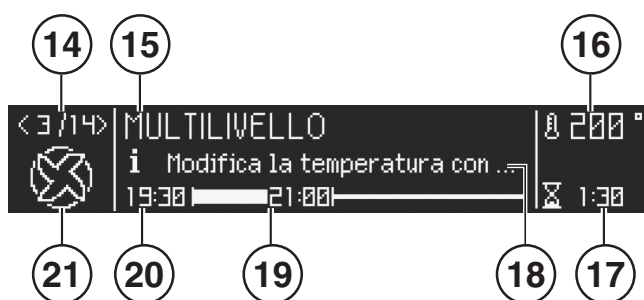 14 15 16
<3/14> MULTILIVELLO 200°
i Modifica la temperatura con ...
19:30 21:00 1:30
21 20 19 18 17